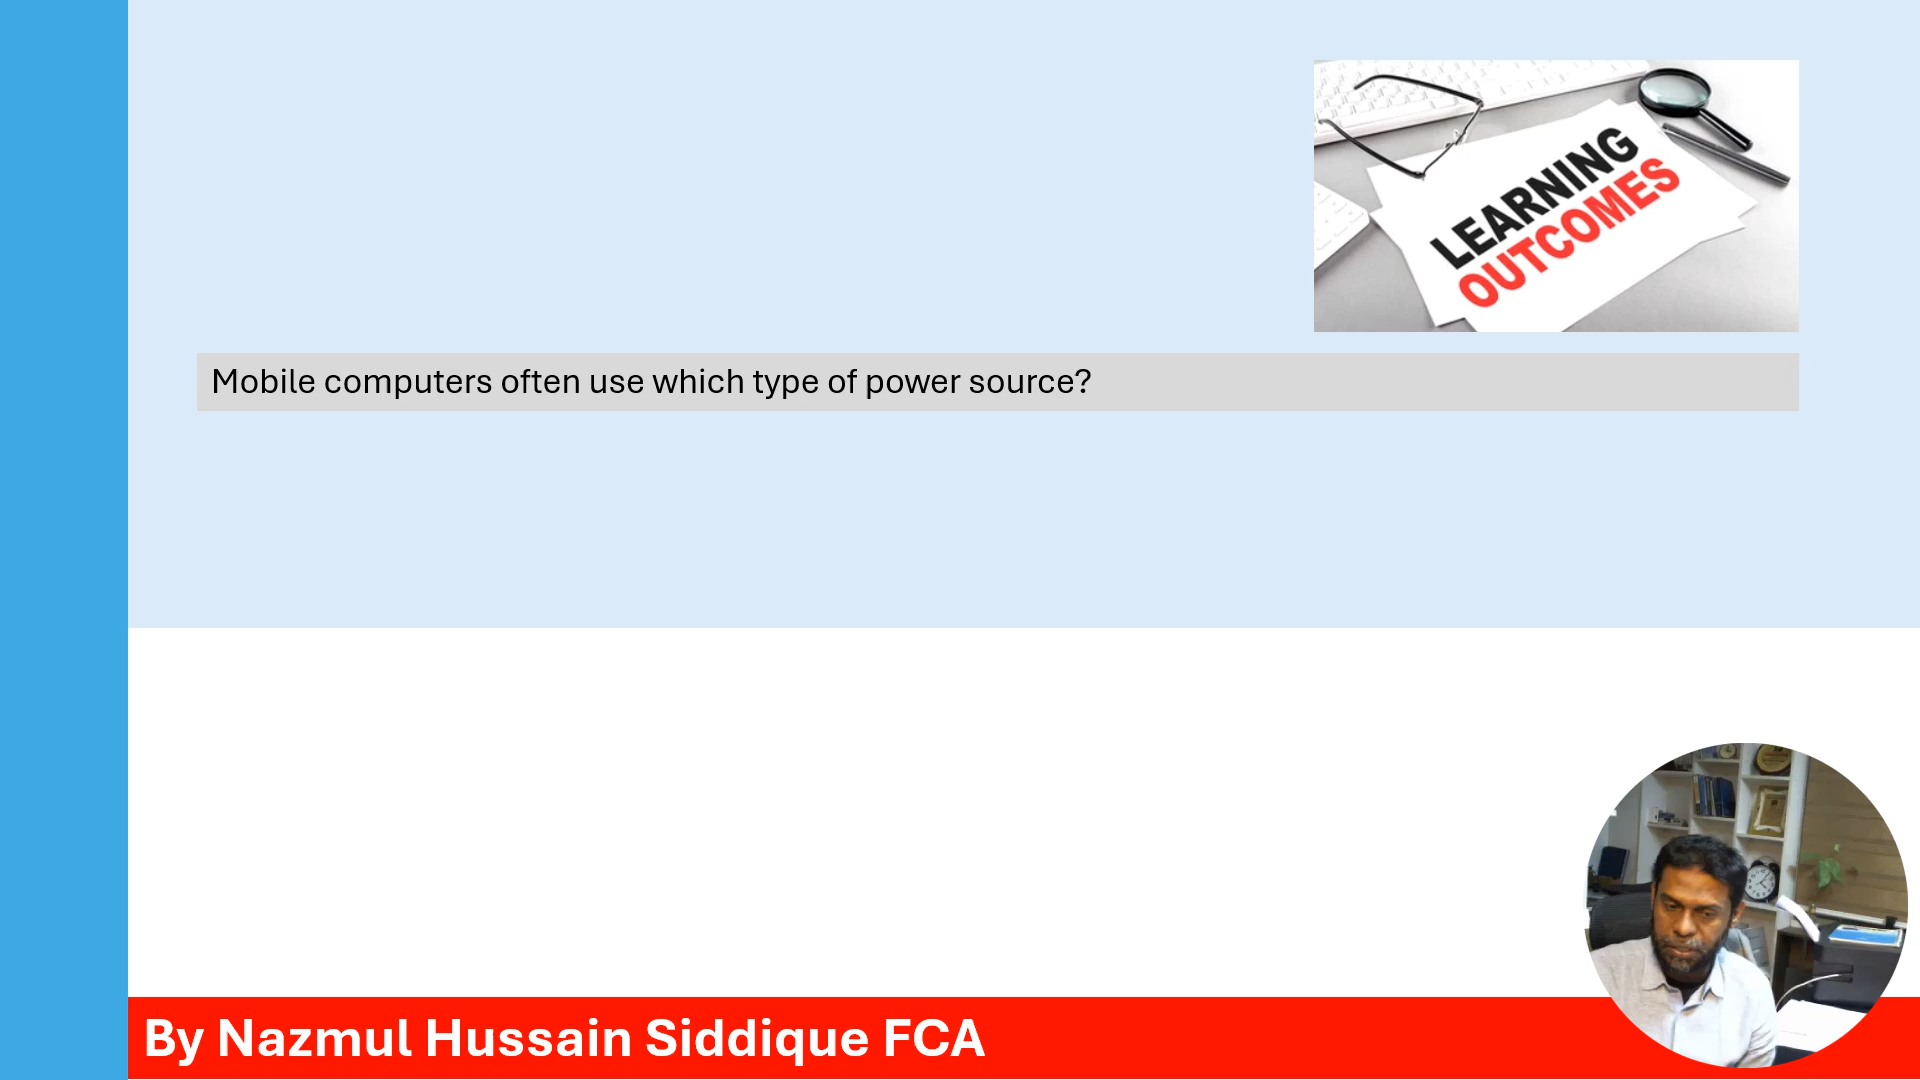 LEARNING
OUTCOMES
Mobile computers often use which type of power source?
By Nazmul Hussain Siddique FCA